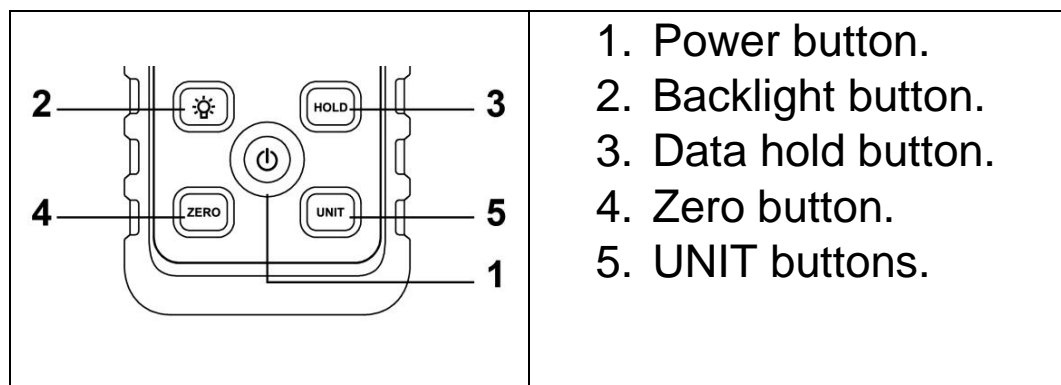 2
HOLD
3
4
ZERO
UNIT
5
1
1. Power button.
2. Backlight button.
3. Data hold button.
4. Zero button.
5. UNIT buttons.